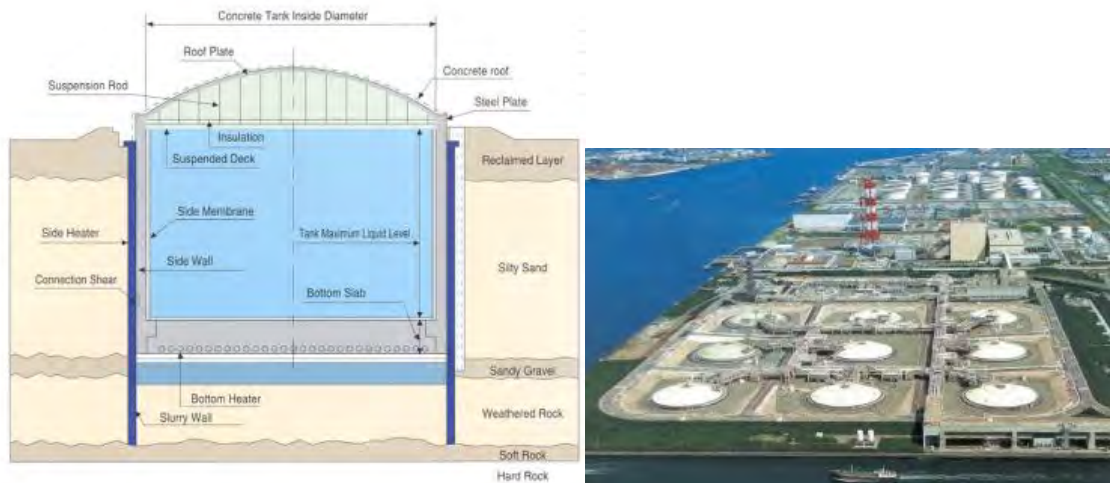 Concrete Tank Inside Diameter
Roof Plate
Suspension Rod
Concrete roof
Steel Plate
Insulation
Suspended Deck
Reclaimed Layer
Side Membrane
Side Heater
Tank Maximum Liquid Level
Side Wall
Silty Sand
Connection Shear
Bottom Slab
Sandy Gravel
Bottom Heater
Weathered Rock
Slurry Wall
Soft Rock
Hard Rock